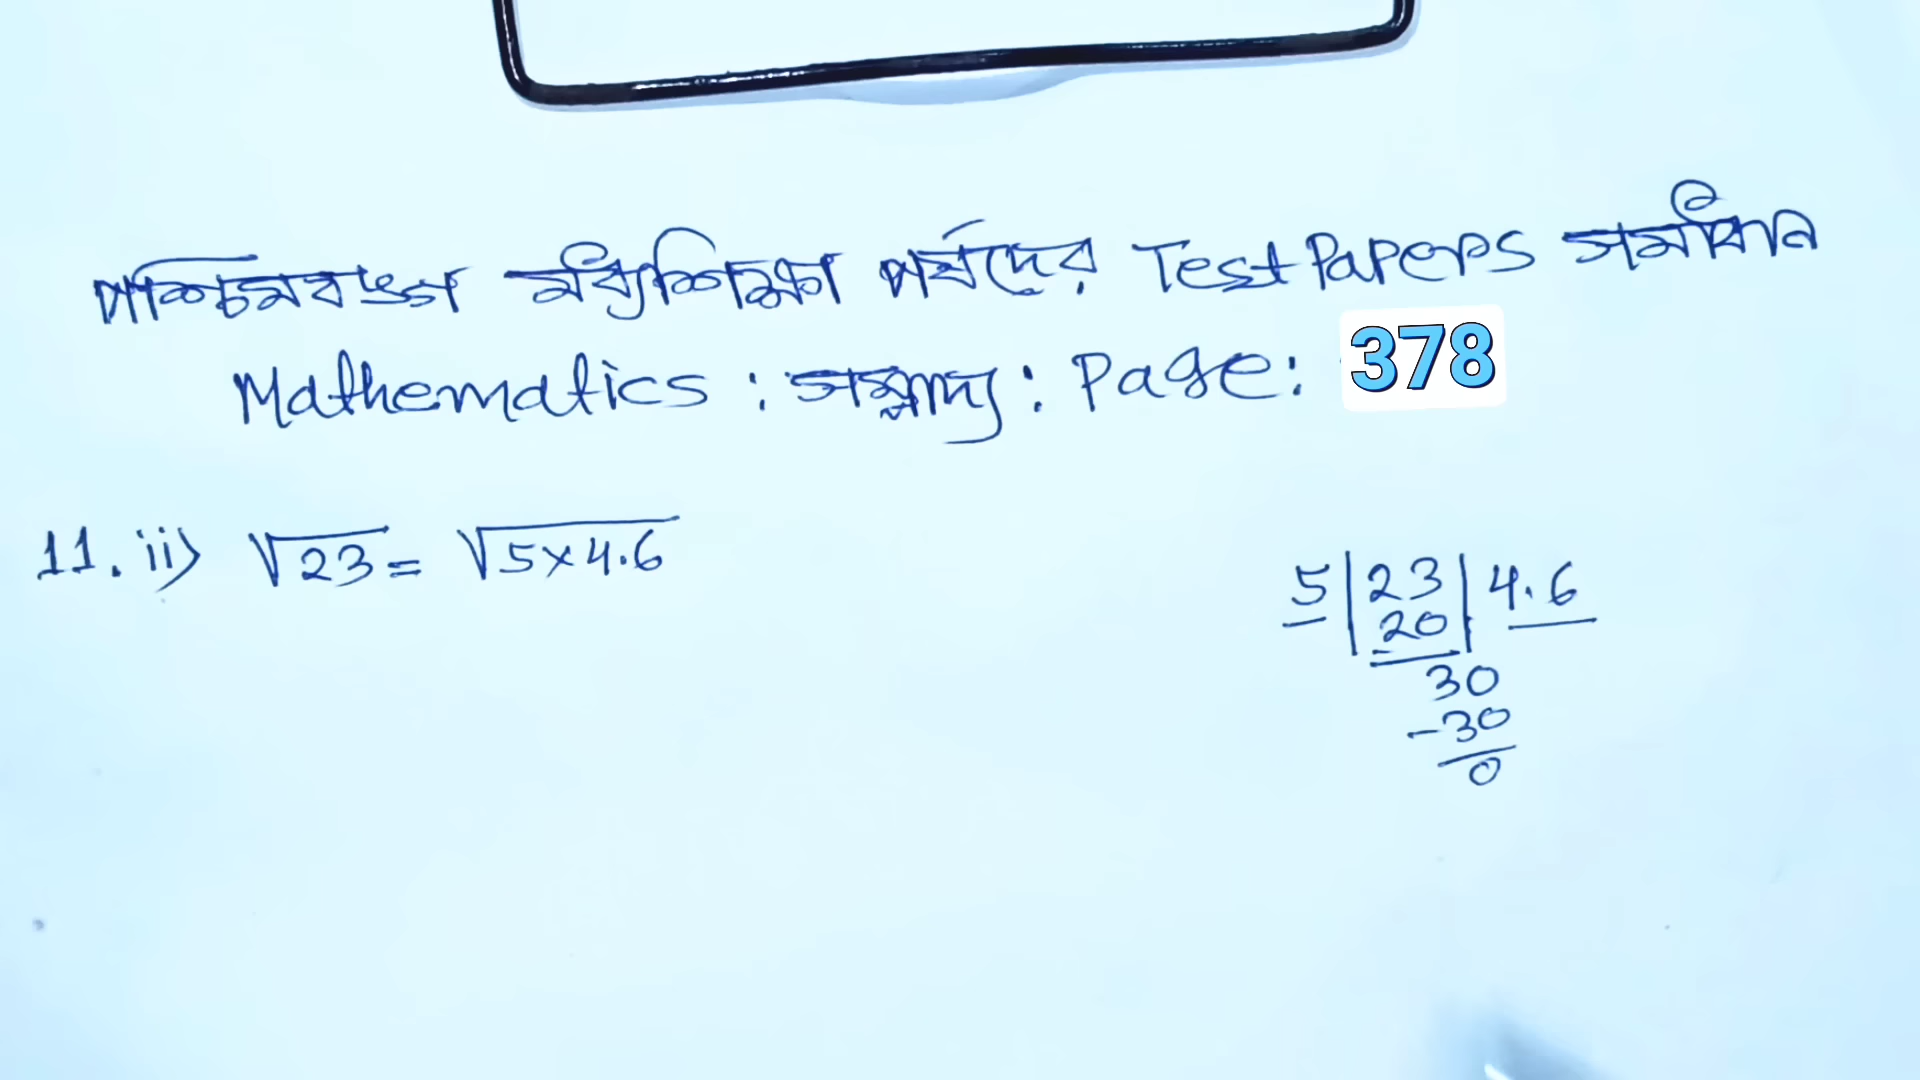 পশ্চিমবঙ্গ মধ্যশিক্ষা পর্ষদের Test Papers সমাধান
Mathematics : সম্পাদ্য : Page: 378
11. ii) √23 = √5×4.6
5|23|4.6
20
30
-30
0